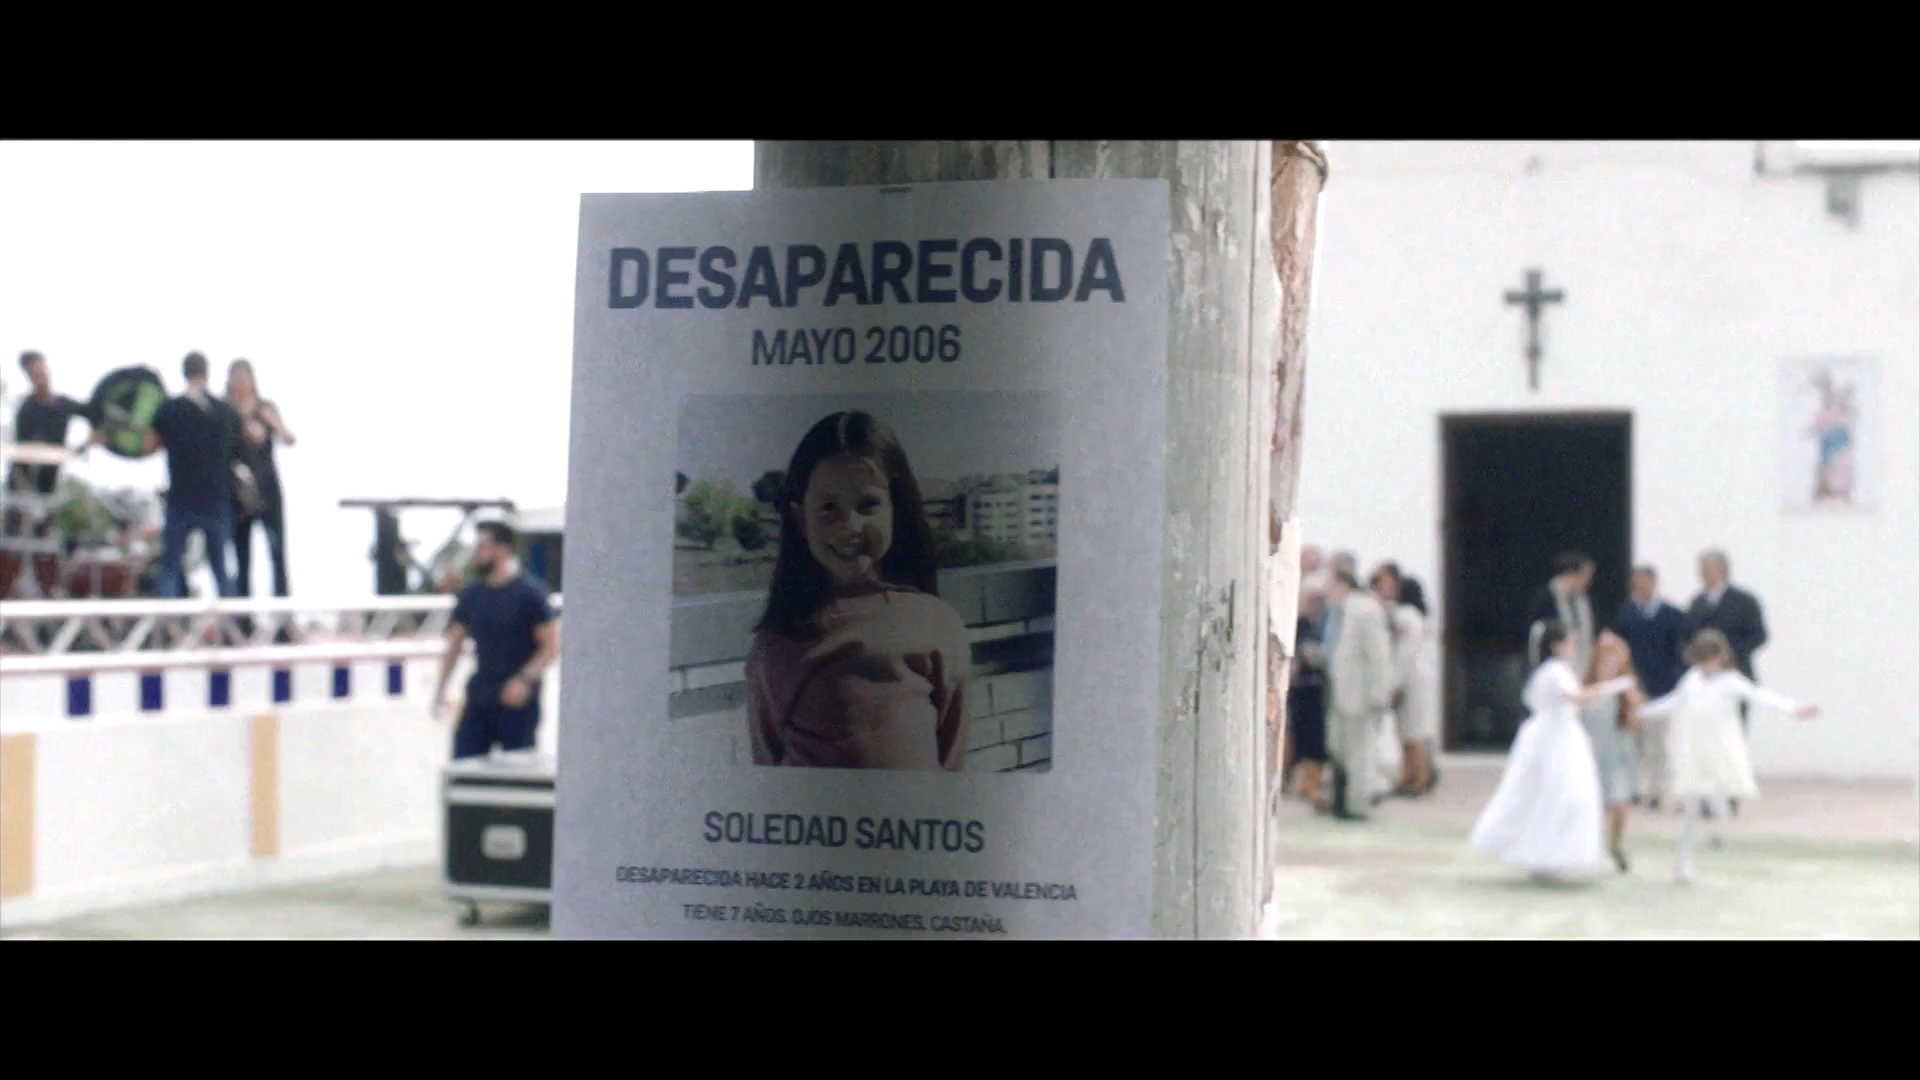 DESAPARECIDA
MAYO 2006
SOLEDAD SANTOS
DESAPARECIDA HACE 2 AÑOS EN LA PLAYA DE VALENCIA
TIENE 7 AÑOS. OJOS MARRONES. CASTAÑA.